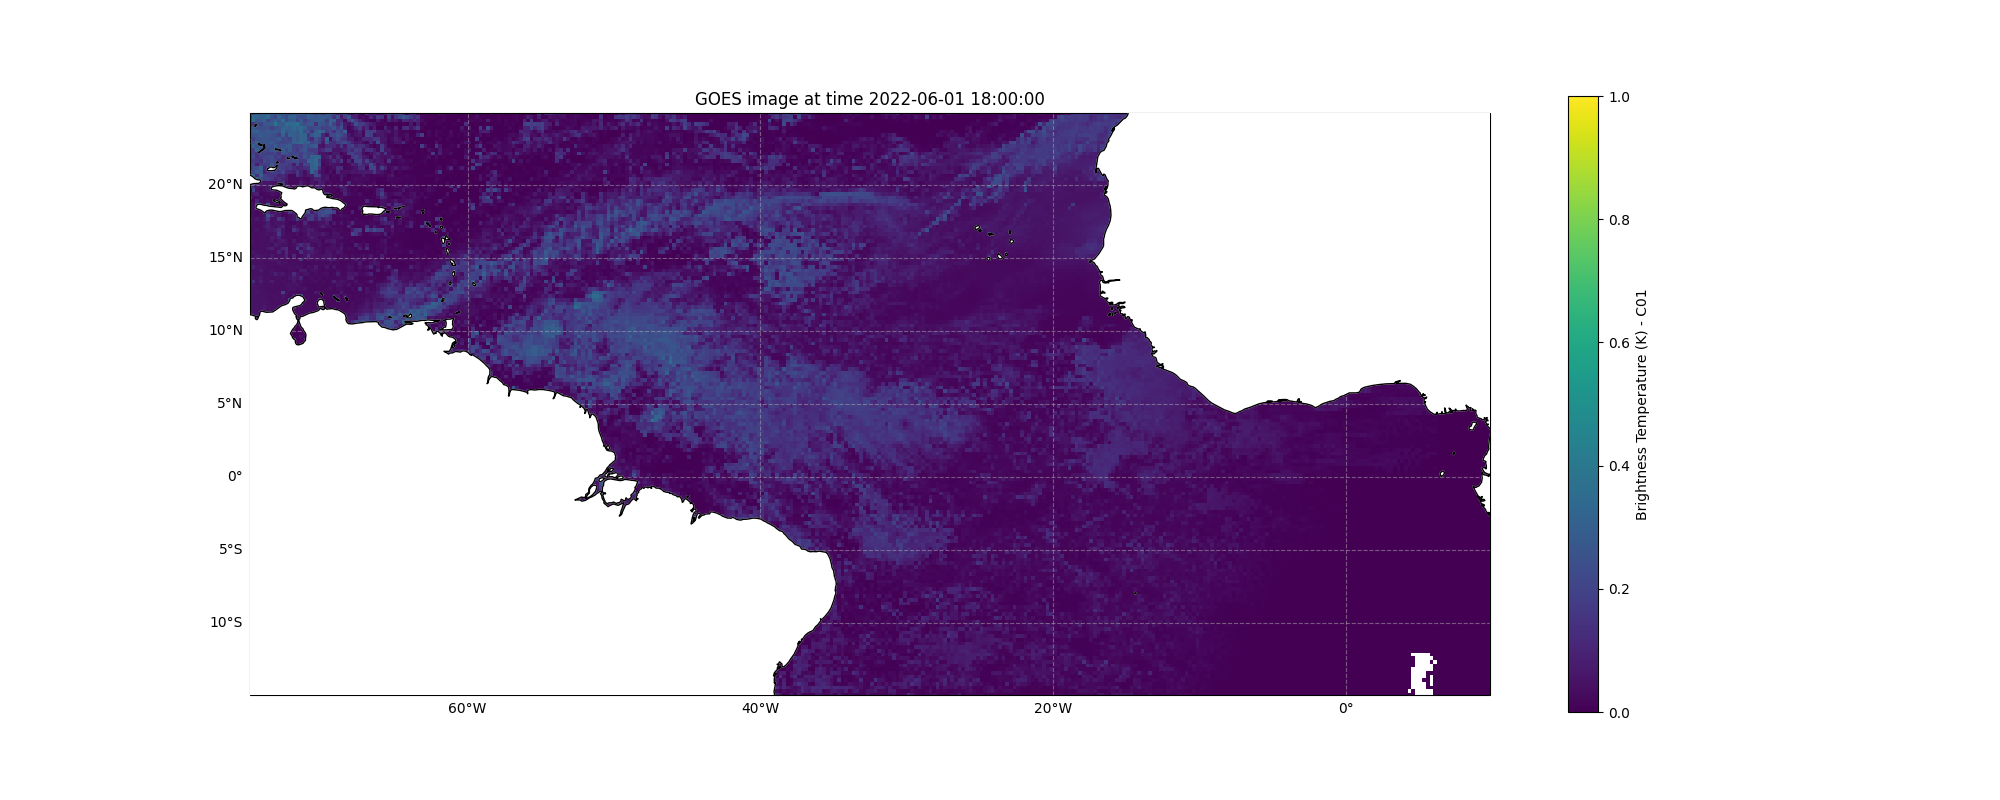 GOES image at time 2022-06-01 18:00:00
20°N
15°N
10°N
5°N
0°
5°S
10°S
60°W
40°W
20°W
0°
1.0
0.8
0.6
0.4
0.2
0.0
Brightness Temperature (K) - C01